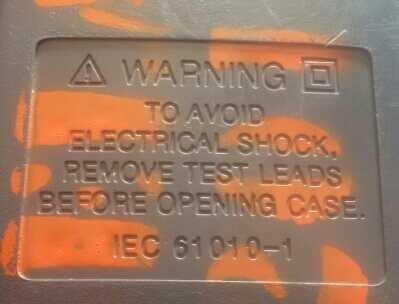 WARNING
TO AVOID
ELECTRICAL SHOCK,
REMOVE TEST LEADS
BEFORE OPENING CASE.
IEC 61010-1